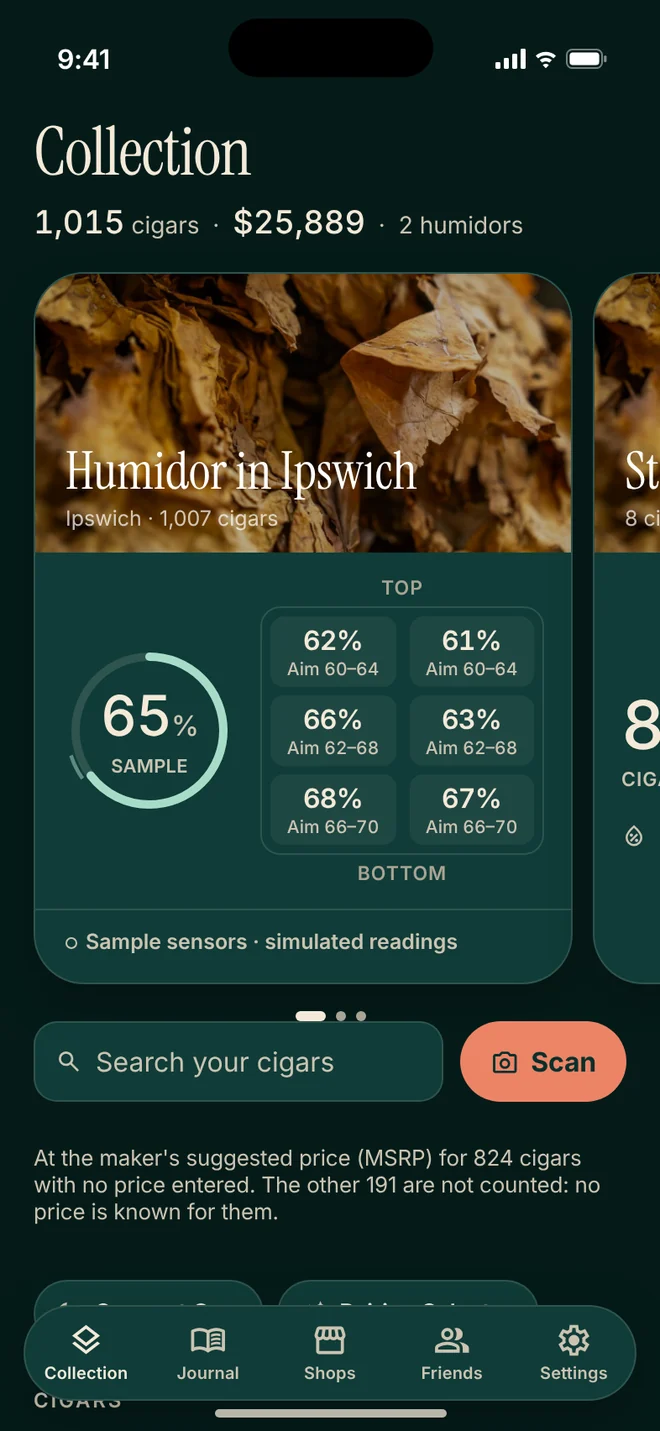 9:41
Collection
1,015 cigars · $25,889 · 2 humidors
Humidor in Ipswich
Ipswich · 1,007 cigars
St
8 ci
TOP
62% 61%
Aim 60–64 Aim 60–64
66% 63%
Aim 62–68 Aim 62–68
68% 67%
Aim 66–70 Aim 66–70
BOTTOM
65%
SAMPLE
8
CIGA
Sample sensors · simulated readings
Search your cigars
Scan
At the maker's suggested price (MSRP) for 824 cigars
with no price entered. The other 191 are not counted: no
price is known for them.
Collection Journal Shops Friends Settings
CIGARS